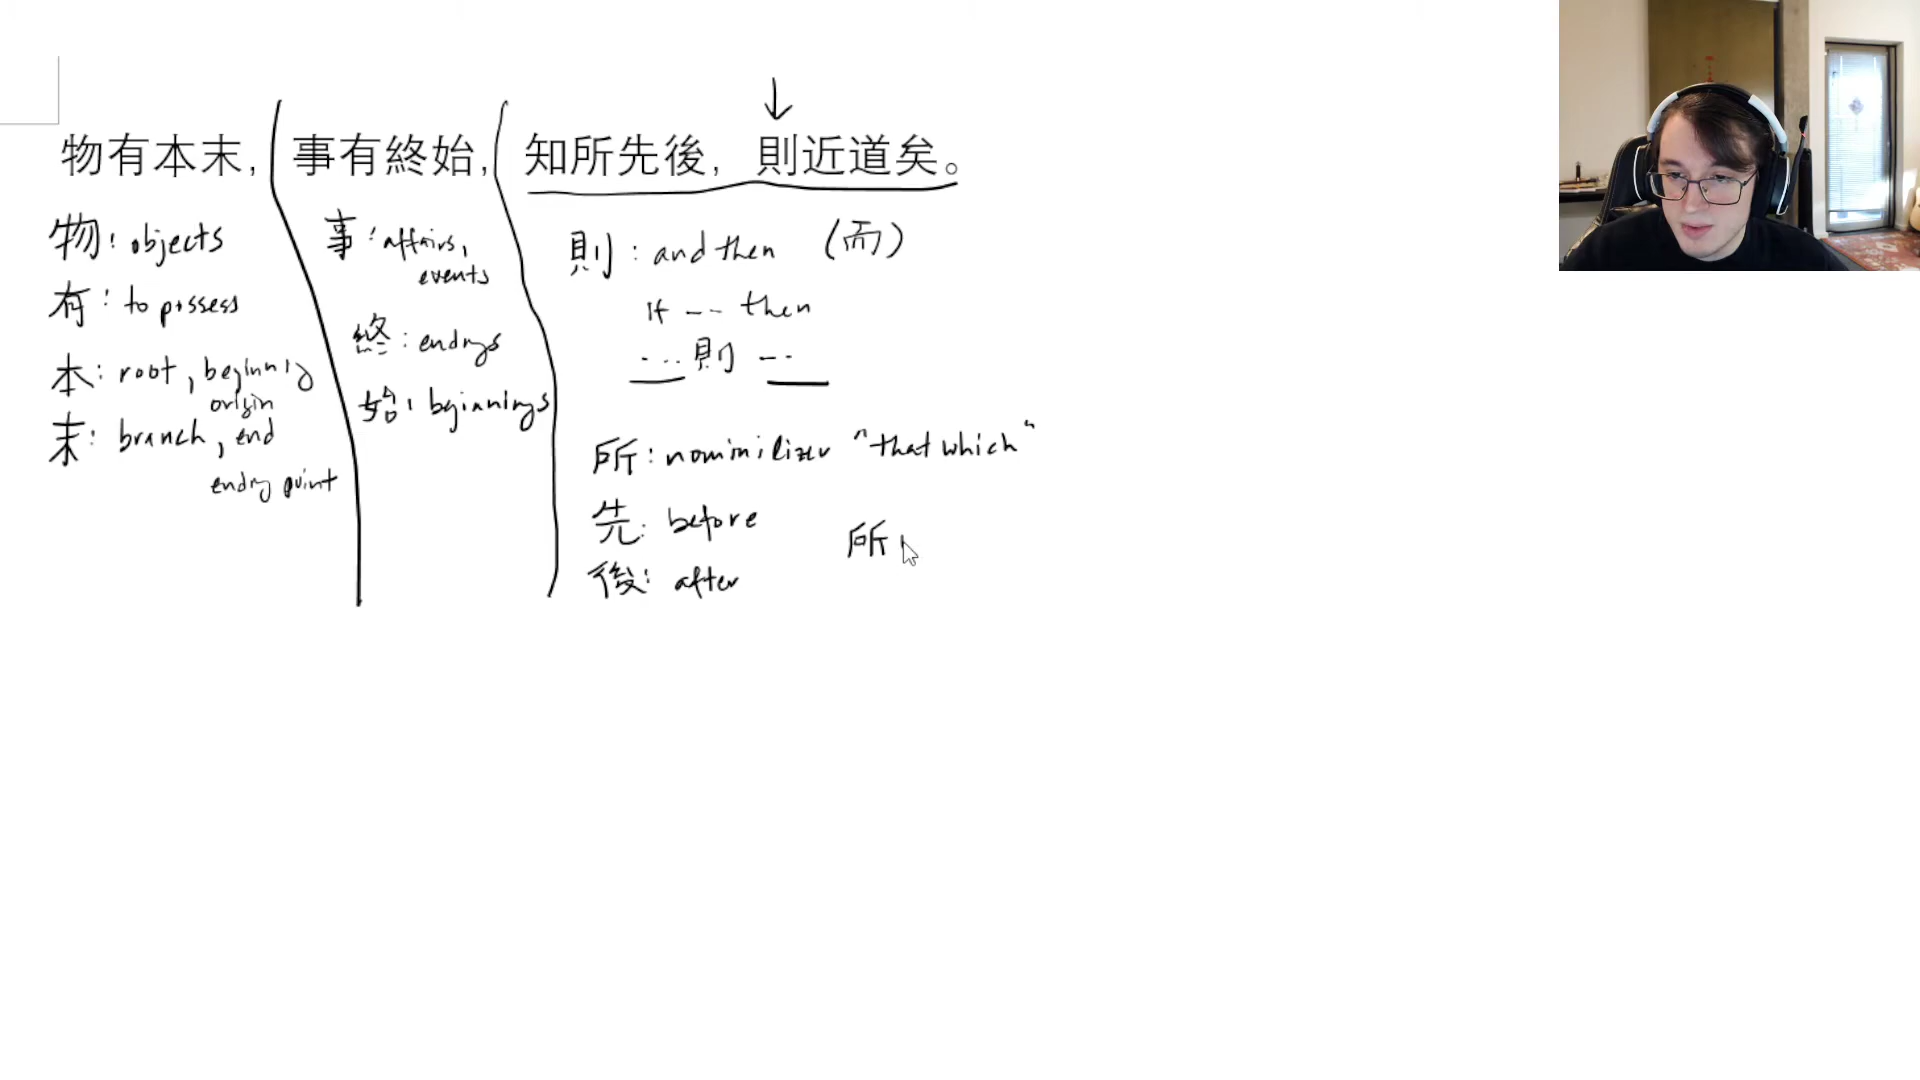 物有本末,事有終始,知所先後, 則近道矣。
物: objects
有: to possess
本: root, beginning
origin
末: branch, end
ending point
事: affairs,
events
終: endings
始: beginnings
則: and then (而)
If --- then
... 則 ...
所: nominilizer "that which"
先: before
後: after
所